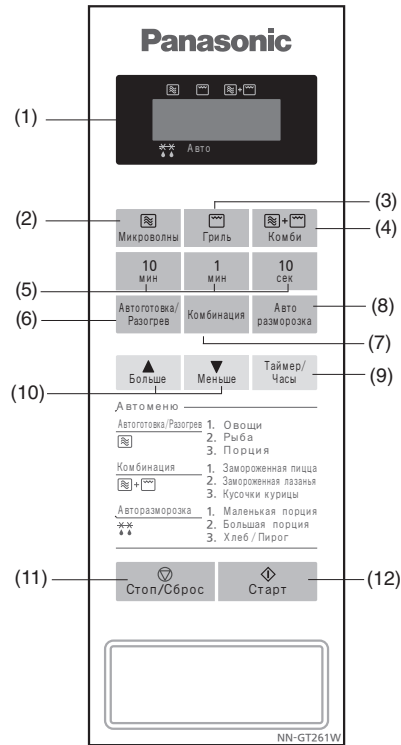 Panasonic
(1)
Авто
(3)
(2)
(4)
Микроволны
Гриль
Комби
10
мин
1
мин
10
сек
(5)
(8)
(6)
Автоготовка/
Разогрев
Комбинация
Авто
разморозка
(7)
Больше
Меньше
Таймер/
Часы
(9)
(10)
Автоменю
Автоготовка/Разогрев
1. Овощи
2. Рыба
3. Порция
Комбинация
1. Замороженная пицца
2. Замороженная лазанья
3. Кусочки курицы
Авторазморозка
1. Маленькая порция
2. Большая порция
3. Хлеб/Пирог
(11)
(12)
Стоп/Сброс
Старт
NN-GT261W